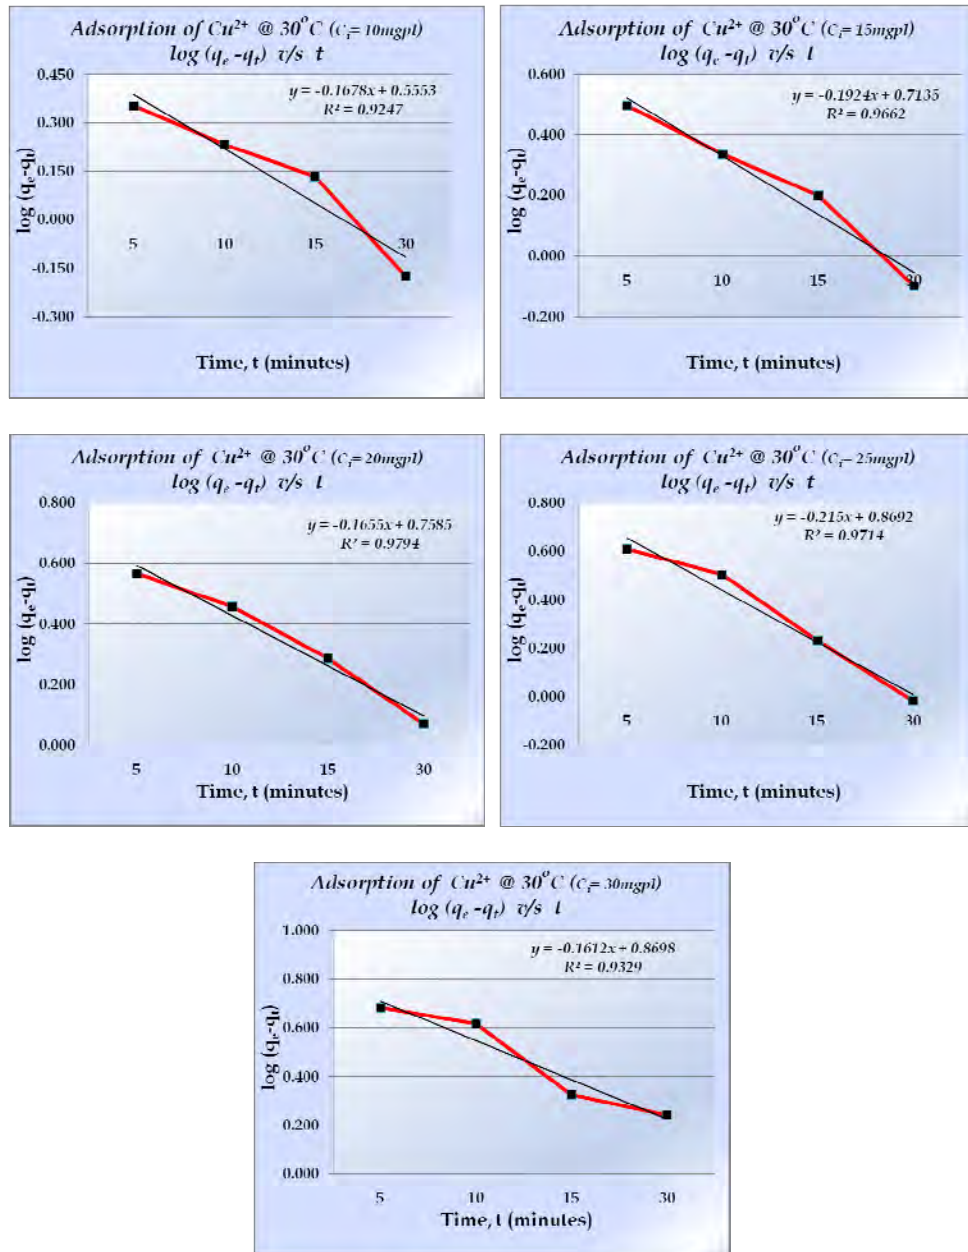 Adsorption of Cu²⁺ @ 30°C (Cᵢ= 10mgpl)
log (qₑ -qₜ) v/s t
0.450
0.300
0.150
0.000
-0.150
-0.300
y = -0.1678x + 0.5553
R² = 0.9247
log (qₑ-qₜ)
5 10 15 30
Time, t (minutes)
Adsorption of Cu²⁺ @ 30°C (Cᵢ= 15mgpl)
log (qₑ -qₜ) v/s t
0.600
0.400
0.200
0.000
-0.200
y = -0.1924x + 0.7135
R² = 0.9662
log (qₑ-qₜ)
5 10 15 30
Time, t (minutes)
Adsorption of Cu²⁺ @ 30°C (Cᵢ= 20mgpl)
log (qₑ -qₜ) v/s t
0.800
0.600
0.400
0.200
0.000
y = -0.1655x + 0.7585
R² = 0.9794
log (qₑ-qₜ)
5 10 15 30
Time, t (minutes)
Adsorption of Cu²⁺ @ 30°C (Cᵢ= 25mgpl)
log (qₑ -qₜ) v/s t
0.800
0.600
0.400
0.200
0.000
-0.200
y = -0.215x + 0.8692
R² = 0.9714
log (qₑ-qₜ)
5 10 15 30
Time, t (minutes)
Adsorption of Cu²⁺ @ 30°C (Cᵢ= 30mgpl)
log (qₑ -qₜ) v/s t
1.000
0.800
0.600
0.400
0.200
0.000
y = -0.1612x + 0.8698
R² = 0.9329
log (qₑ-qₜ)
5 10 15 30
Time, t (minutes)